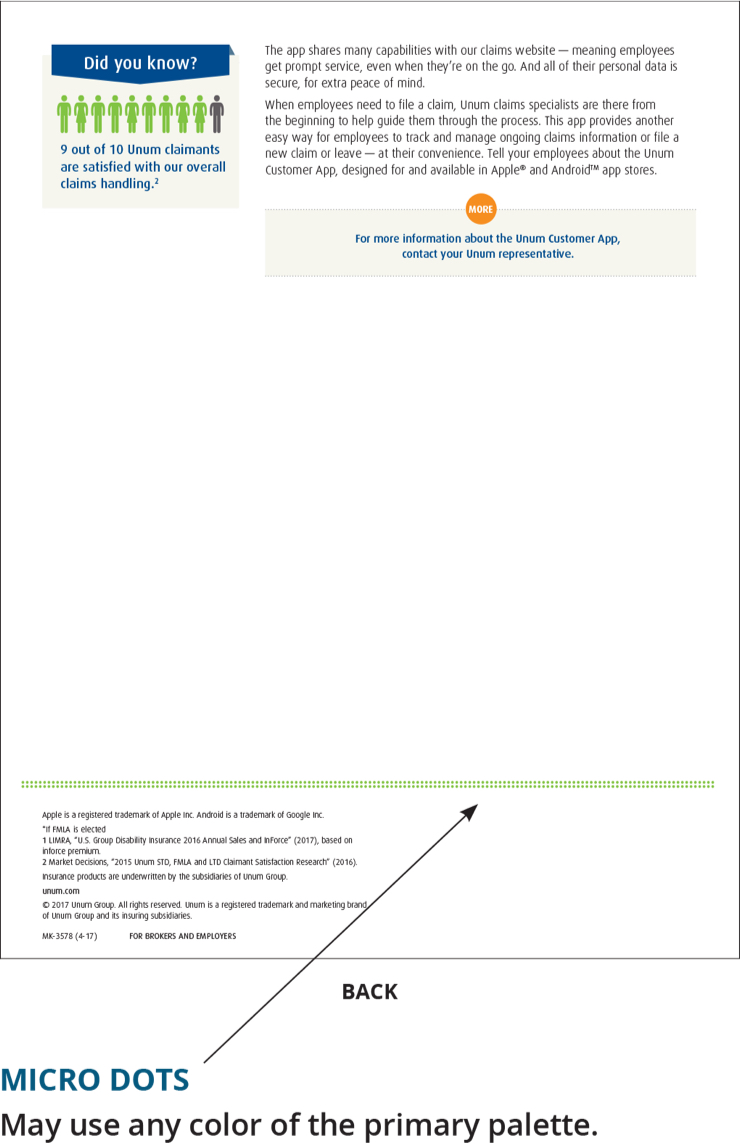 Did you know?
9 out of 10 Unum claimants
are satisfied with our overall
claims handling.2
The app shares many capabilities with our claims website — meaning employees
get prompt service, even when they're on the go. And all of their personal data is
secure, for extra peace of mind.
When employees need to file a claim, Unum claims specialists are there from
the beginning to help guide them through the process. This app provides another
easy way for employees to track and manage ongoing claims information or file a
new claim or leave — at their convenience. Tell your employees about the Unum
Customer App, designed for and available in Apple® and Android™ app stores.
MORE
For more information about the Unum Customer App,
contact your Unum representative.
Apple is a registered trademark of Apple Inc. Android is a trademark of Google Inc.
*If FMLA is elected
1 LIMRA, "U.S. Group Disability Insurance 2016 Annual Sales and InForce" (2017), based on
inforce premium.
2 Market Decisions, "2015 Unum STD, FMLA and LTD Claimant Satisfaction Research" (2016).
Insurance products are underwritten by the subsidiaries of Unum Group.
unum.com
© 2017 Unum Group. All rights reserved. Unum is a registered trademark and marketing brand
of Unum Group and its insuring subsidiaries.
MK-3578 (4-17) FOR BROKERS AND EMPLOYERS
BACK
MICRO DOTS
May use any color of the primary palette.